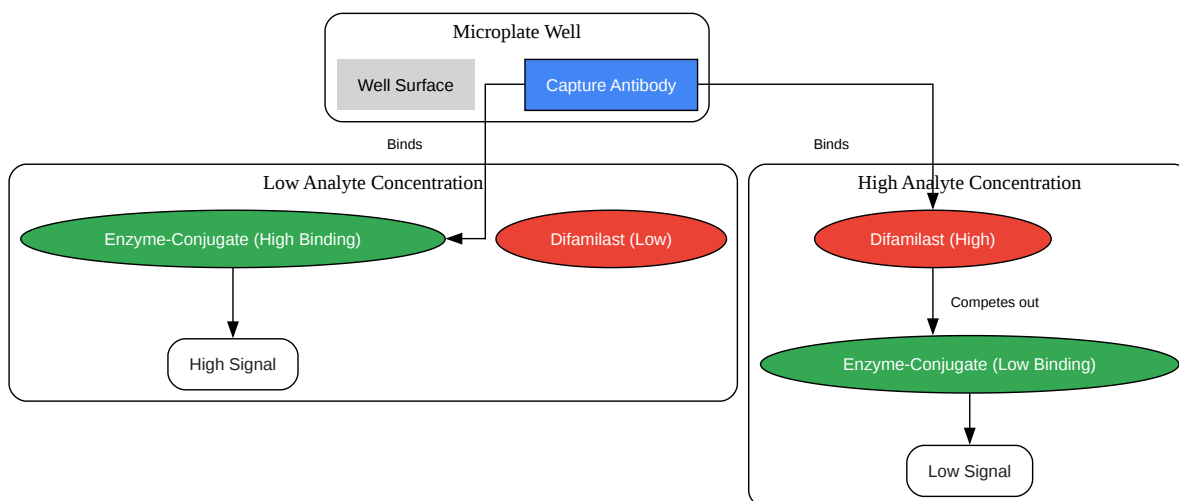 Microplate Well
Well Surface
Capture Antibody
Binds
Binds
Low Analyte Concentration
High Analyte Concentration
Enzyme-Conjugate (High Binding)
Difamilast (Low)
Difamilast (High)
Competes out
High Signal
Enzyme-Conjugate (Low Binding)
Low Signal